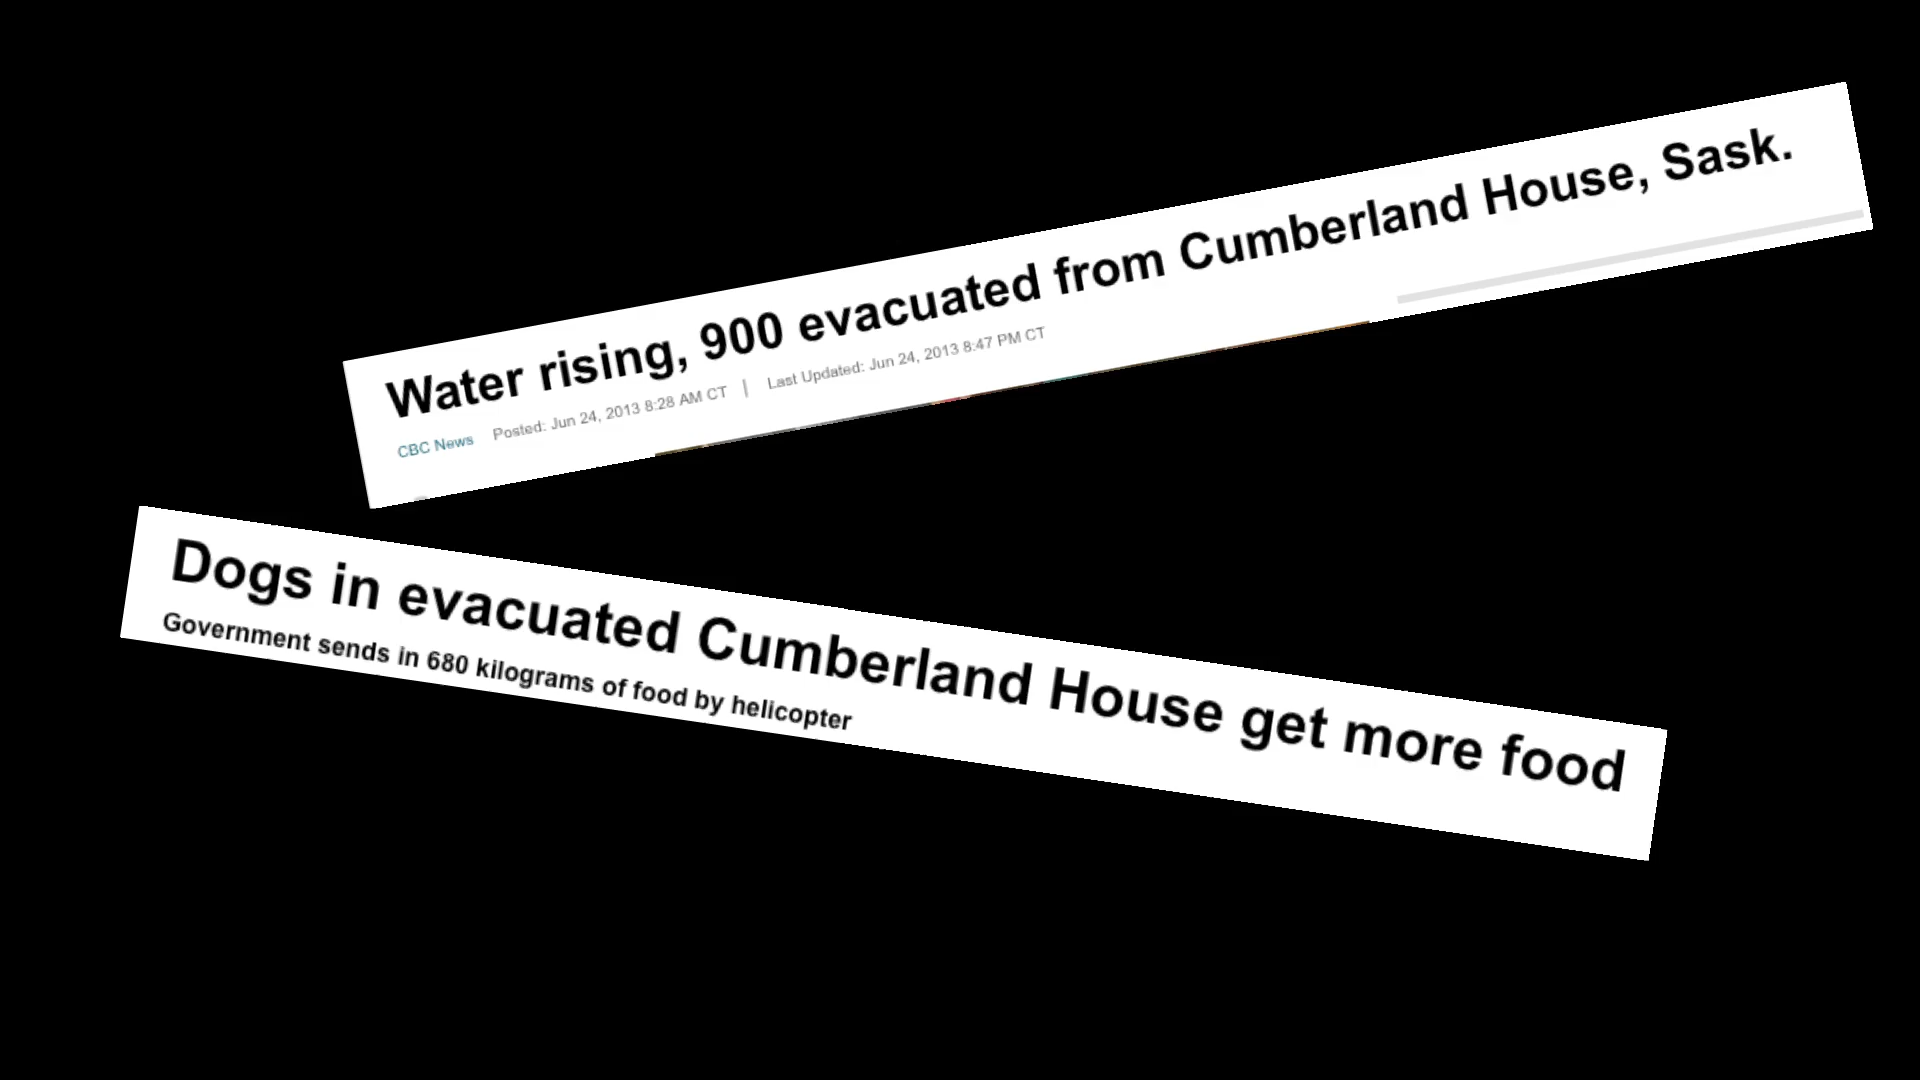 Water rising, 900 evacuated from Cumberland House, Sask.
CBC News Posted: Jun 24, 2013 8:28 AM CT | Last Updated: Jun 24, 2013 8:47 PM CT
Dogs in evacuated Cumberland House get more food
Government sends in 680 kilograms of food by helicopter